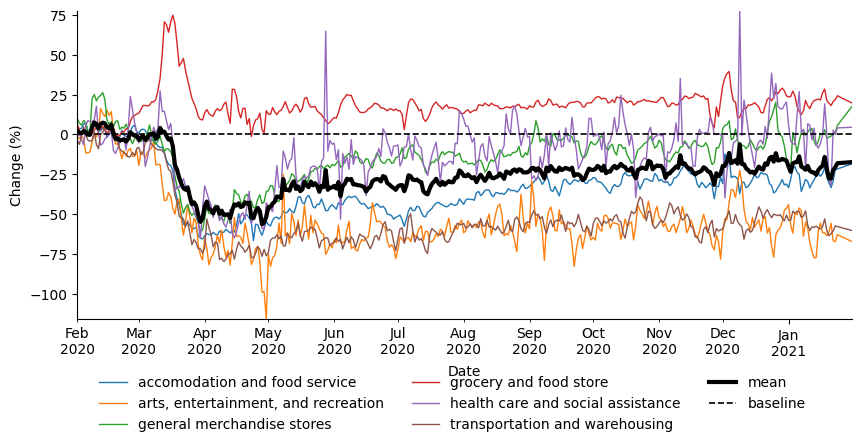 75
50
25
0
−25
−50
−75
−100
Change (%)
Feb Mar Apr May Jun Jul Aug Sep Oct Nov Dec Jan
2020 2020 2020 2020 2020 2020 2020 2020 2020 2020 2020 2021
Date
accomodation and food service
arts, entertainment, and recreation
general merchandise stores
grocery and food store
health care and social assistance
transportation and warehousing
mean
baseline